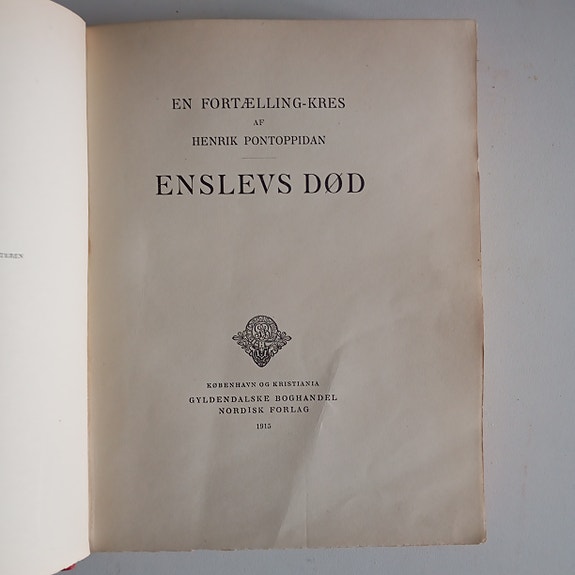 EN FORTÆLLING-KRES
AF
HENRIK PONTOPPIDAN
ENSLEVS DØD
KØBENHAVN OG KRISTIANIA
GYLDENDALSKE BOGHANDEL
NORDISK FORLAG
1915